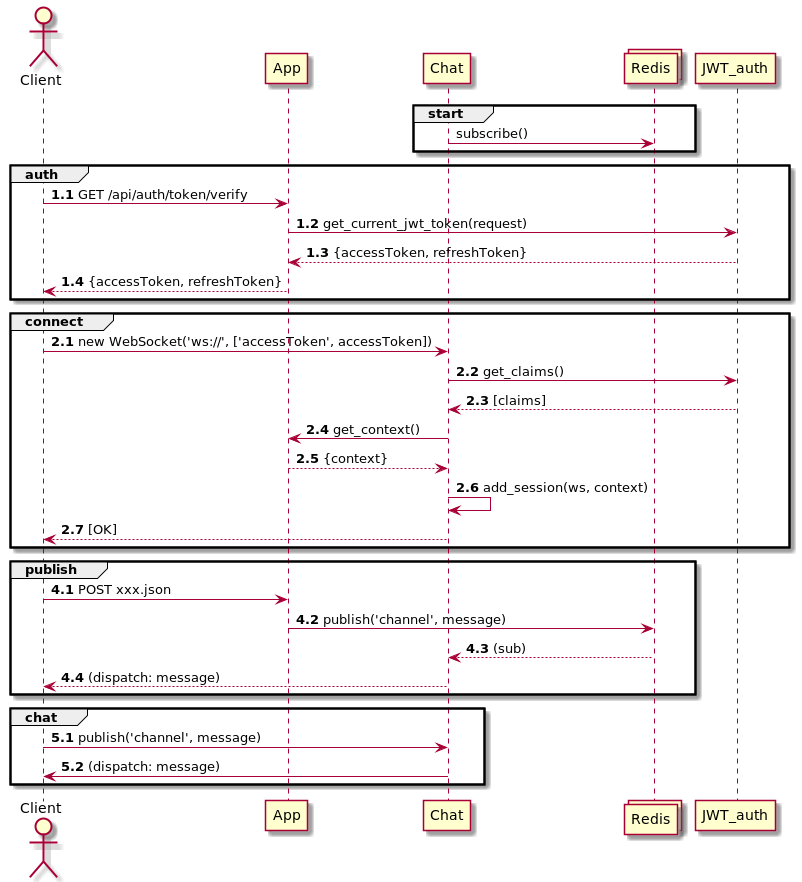 Client
App
Chat
Redis
JWT_auth
start
subscribe()
auth
1.1 GET /api/auth/token/verify
1.2 get_current_jwt_token(request)
1.3 {accessToken, refreshToken}
1.4 {accessToken, refreshToken}
connect
2.1 new WebSocket('ws://', ['accessToken', accessToken])
2.2 get_claims()
2.3 [claims]
2.4 get_context()
2.5 {context}
2.6 add_session(ws, context)
2.7 [OK]
publish
4.1 POST xxx.json
4.2 publish('channel', message)
4.3 (sub)
4.4 (dispatch: message)
chat
5.1 publish('channel', message)
5.2 (dispatch: message)
Client
App
Chat
Redis
JWT_auth